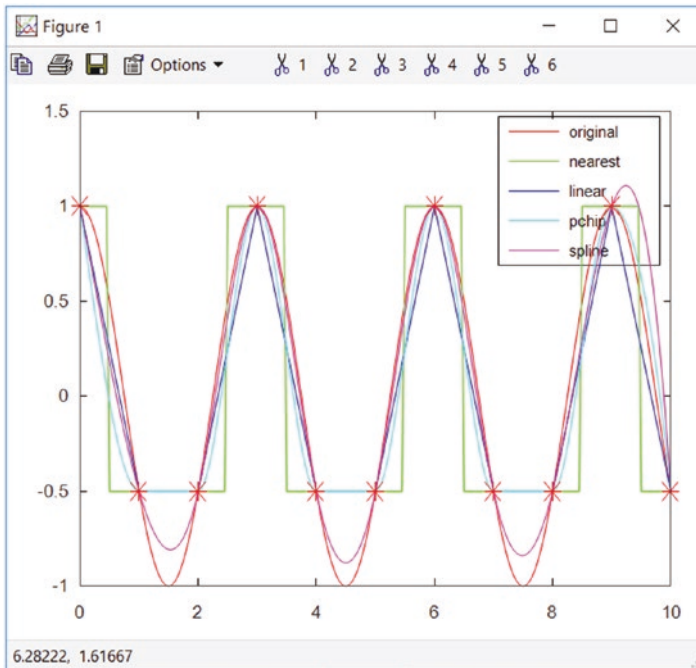 Figure 1
Options 1 2 3 4 5 6
1.5
1
0.5
0
-0.5
-1
0 2 4 6 8 10
original
nearest
linear
pchip
spline
6.28222, 1.61667